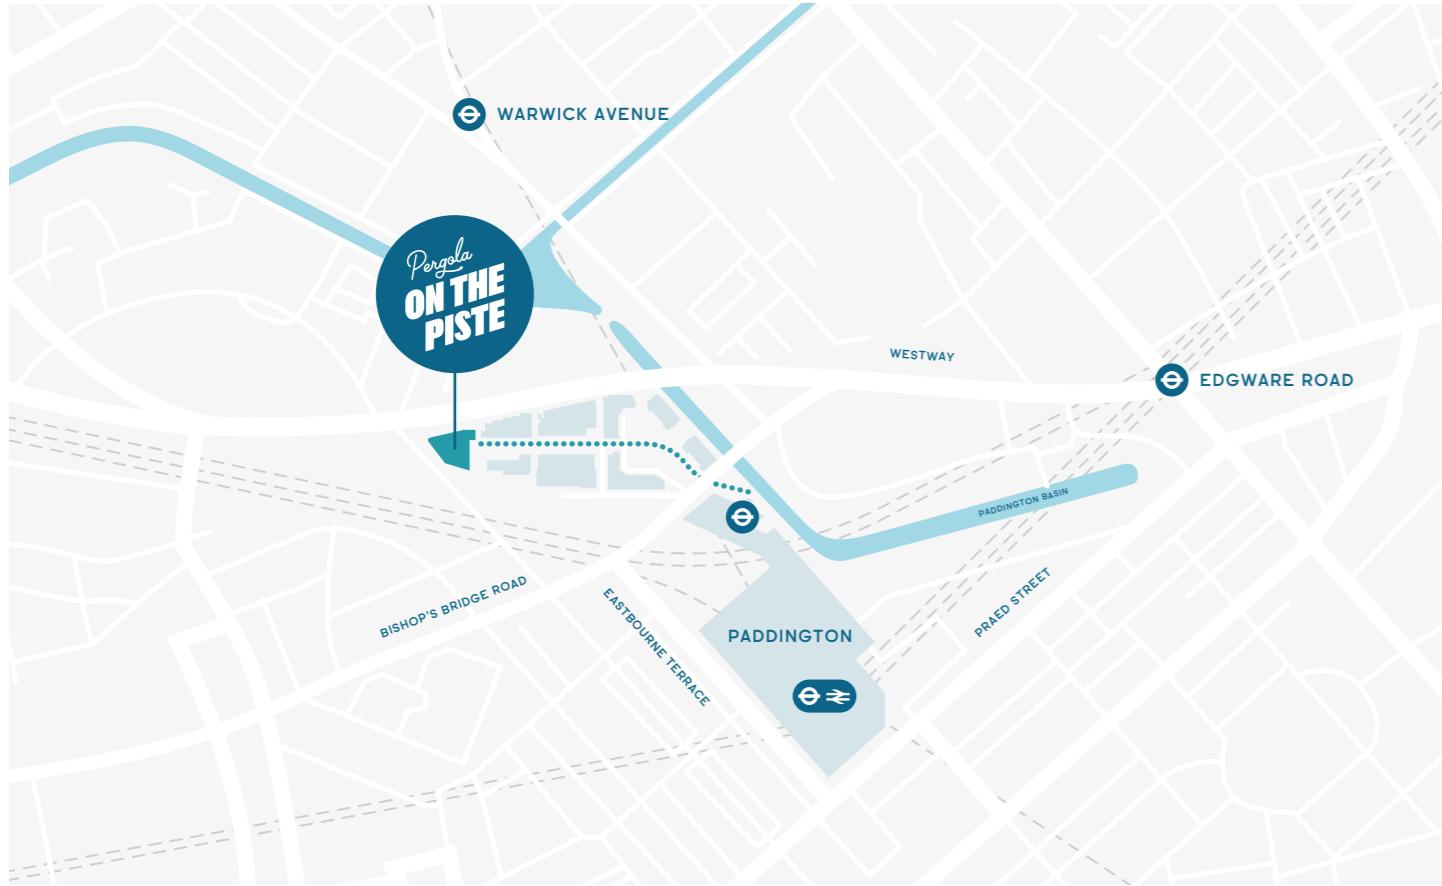 WARWICK AVENUE
Pergola
ON THE
PISTE
WESTWAY
EDGWARE ROAD
PADDINGTON BASIN
BISHOP'S BRIDGE ROAD
EASTBOURNE TERRACE
PRAED STREET
PADDINGTON